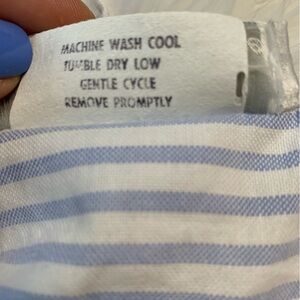 MACHINE WASH COOL
TUMBLE DRY LOW
GENTLE CYCLE
REMOVE PROMPTLY